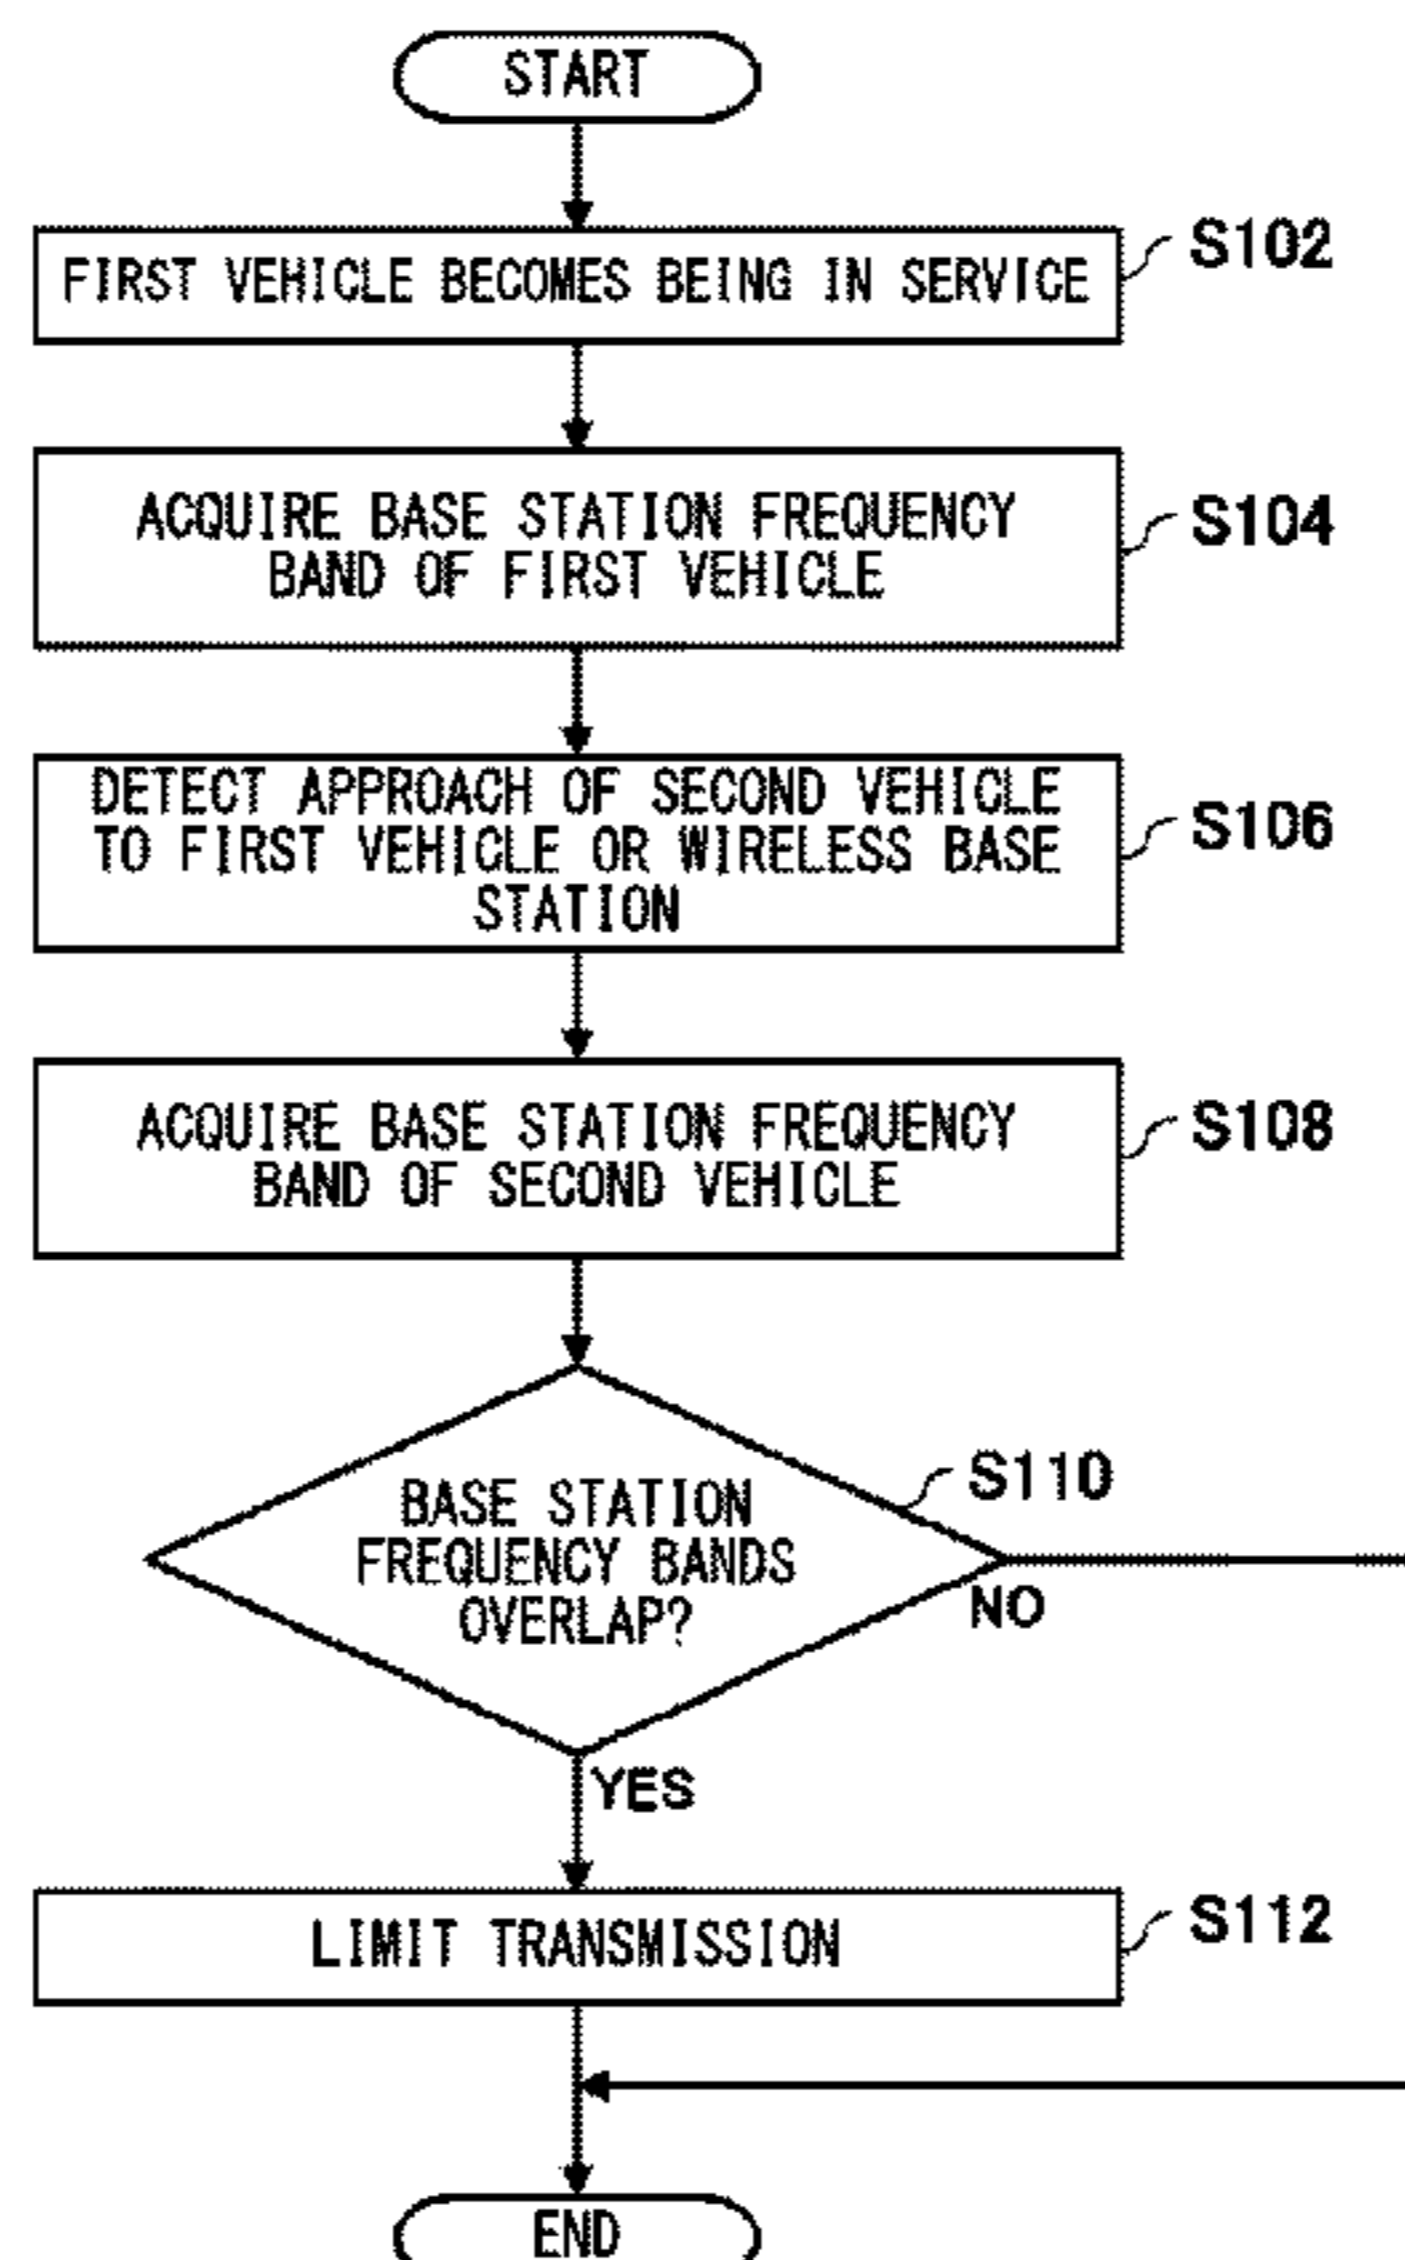 START
FIRST VEHICLE BECOMES BEING IN SERVICE
S102
ACQUIRE BASE STATION FREQUENCY
BAND OF FIRST VEHICLE
S104
DETECT APPROACH OF SECOND VEHICLE
TO FIRST VEHICLE OR WIRELESS BASE
STATION
S106
ACQUIRE BASE STATION FREQUENCY
BAND OF SECOND VEHICLE
S108
BASE STATION
FREQUENCY BANDS
OVERLAP?
S110
NO
YES
LIMIT TRANSMISSION
S112
END